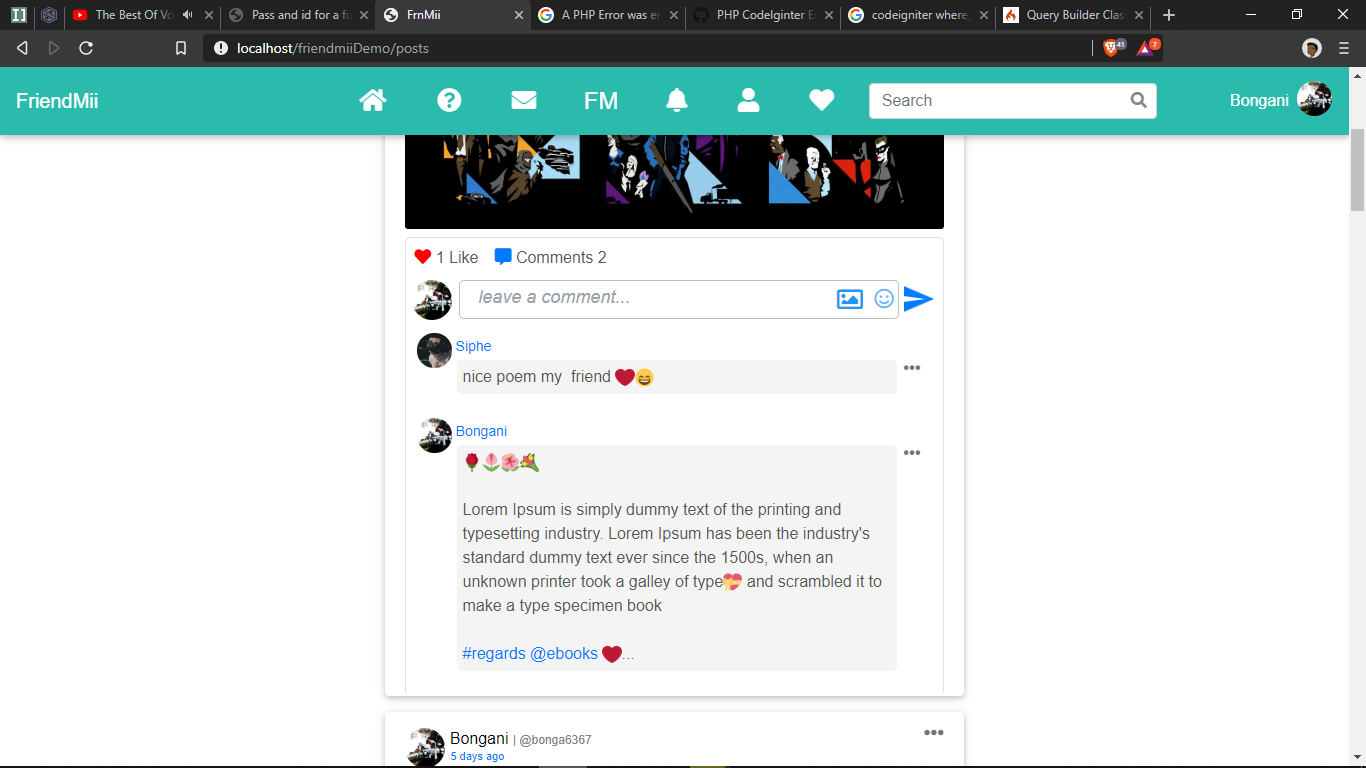 The Best Of Vo
Pass and id for a fu
FrnMii
A PHP Error was en
PHP CodeIginter E
codeigniter where_
Query Builder Clas
localhost/friendmiiDemo/posts
41
7
FriendMii
FM
Search
Bongani
1 Like
Comments 2
leave a comment...
Siphe
nice poem my  friend ❤😄
Bongani
🌹🌷🌺💐
Lorem Ipsum is simply dummy text of the printing and
typesetting industry. Lorem Ipsum has been the industry's
standard dummy text ever since the 1500s, when an
unknown printer took a galley of type💝 and scrambled it to
make a type specimen book
#regards @ebooks ❤...
Bongani | @bonga6367
5 days ago